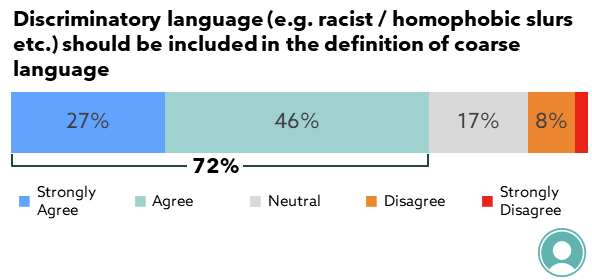 Discriminatory language (e.g. racist / homophobic slurs
etc.) should be included in the definition of coarse
language
27%
46%
17%
8%
72%
Strongly
Agree
Agree
Neutral
Disagree
Strongly
Disagree